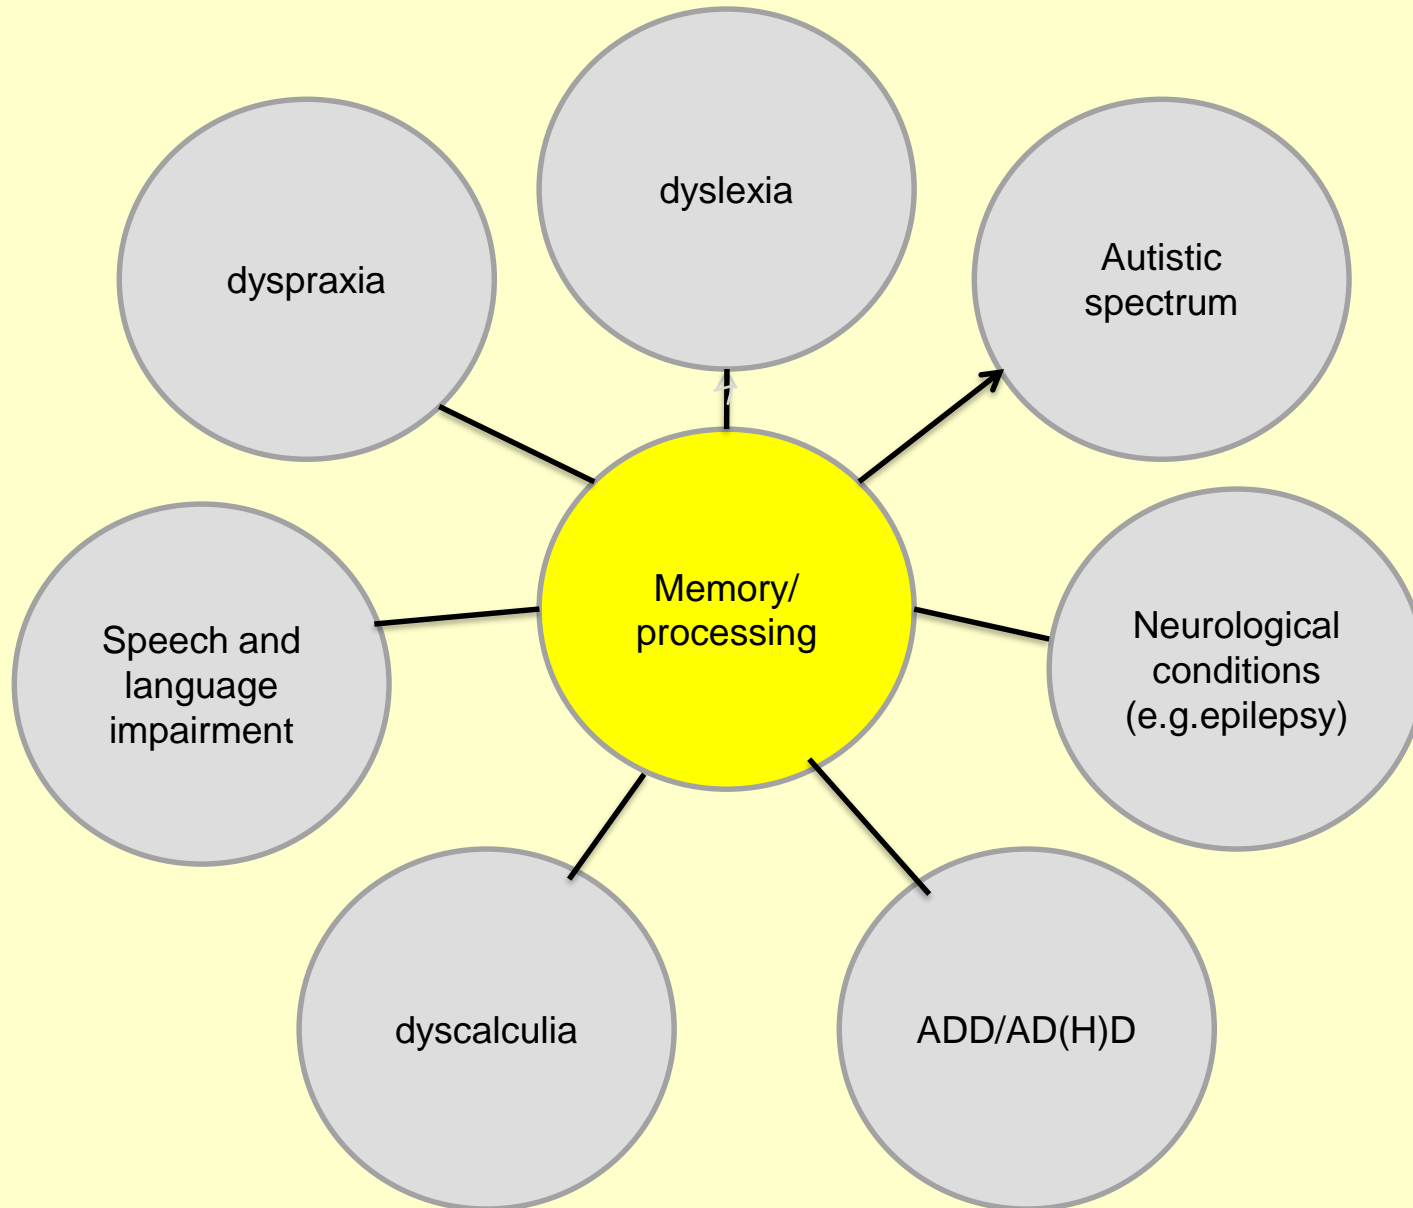 dyslexia
dyspraxia
Autistic
spectrum
Memory/
processing
Speech and
language
impairment
Neurological
conditions
(e.g.epilepsy)
dyscalculia
ADD/AD(H)D